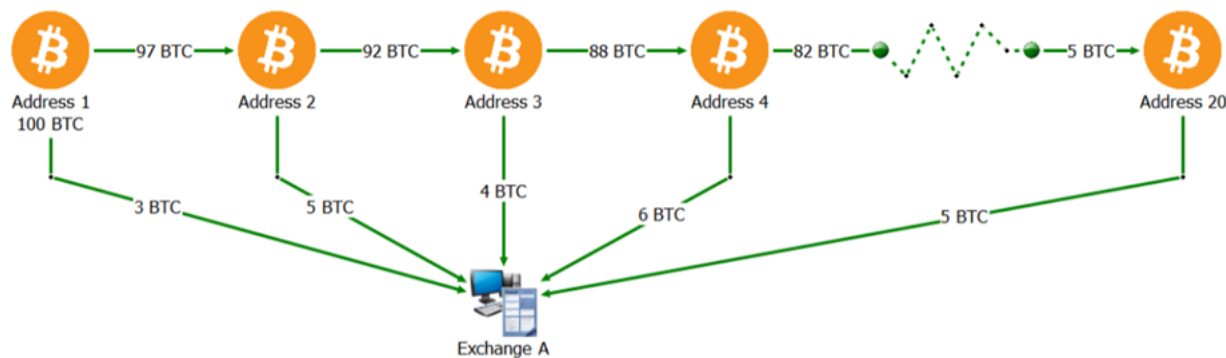 97 BTC
92 BTC
88 BTC
82 BTC
5 BTC
Address 1
100 BTC
Address 2
Address 3
Address 4
Address 20
3 BTC
5 BTC
4 BTC
6 BTC
5 BTC
Exchange A